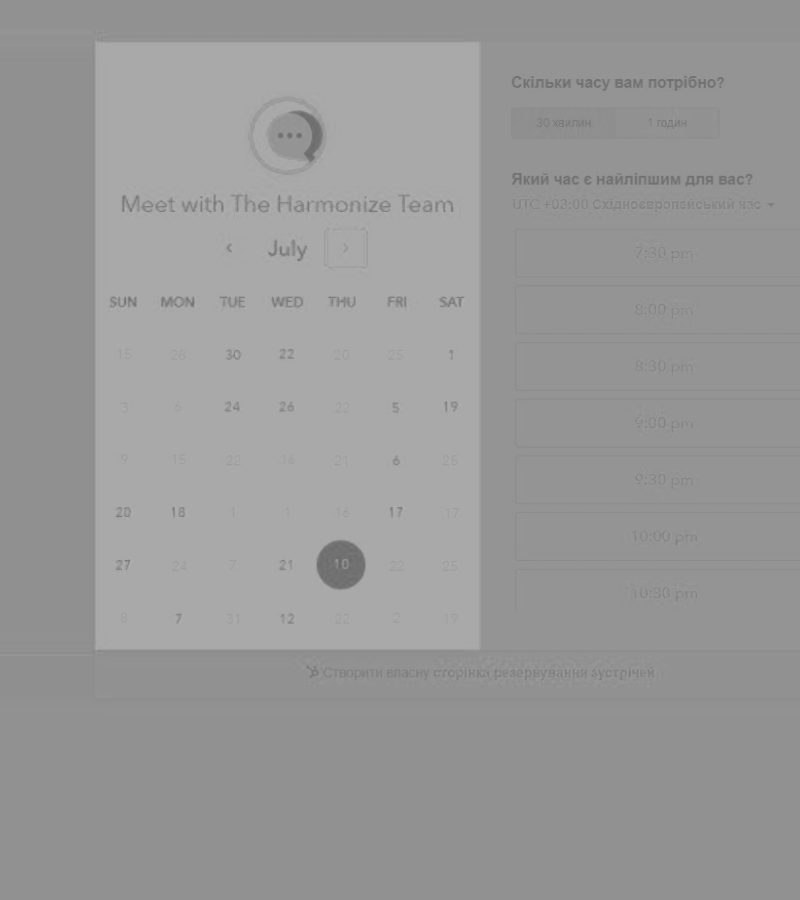 Meet with The Harmonize Team
July
SUN MON TUE WED THU FRI SAT
15 28 30 22 20 25 1
3 6 24 26 22 5 19
9 15 22 16 21 6 25
20 18 1 1 16 17 17
27 24 7 21 10 22 25
8 7 31 12 22 2 19
Скільки часу вам потрібно?
30 хвилин 1 годин
Який час є найліпшим для вас?
UTC +03:00 Східноєвропейський час
7:30 pm
8:00 pm
8:30 pm
9:00 pm
9:30 pm
10:00 pm
10:30 pm
Створити власну сторінка резервування зустрічей